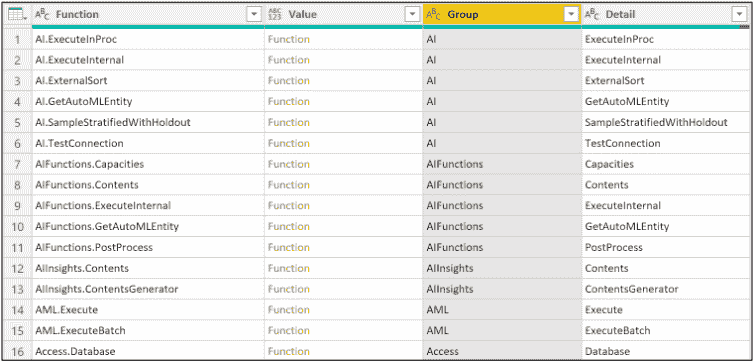 ABC Function ABC 123 Value ABC Group ABC Detail
1 AI.ExecuteInProc Function AI ExecuteInProc
2 AI.ExecuteInternal Function AI ExecuteInternal
3 AI.ExternalSort Function AI ExternalSort
4 AI.GetAutoMLEntity Function AI GetAutoMLEntity
5 AI.SampleStratifiedWithHoldout Function AI SampleStratifiedWithHoldout
6 AI.TestConnection Function AI TestConnection
7 AIFunctions.Capacities Function AIFunctions Capacities
8 AIFunctions.Contents Function AIFunctions Contents
9 AIFunctions.ExecuteInternal Function AIFunctions ExecuteInternal
10 AIFunctions.GetAutoMLEntity Function AIFunctions GetAutoMLEntity
11 AIFunctions.PostProcess Function AIFunctions PostProcess
12 AIInsights.Contents Function AIInsights Contents
13 AIInsights.ContentsGenerator Function AIInsights ContentsGenerator
14 AML.Execute Function AML Execute
15 AML.ExecuteBatch Function AML ExecuteBatch
16 Access.Database Function Access Database